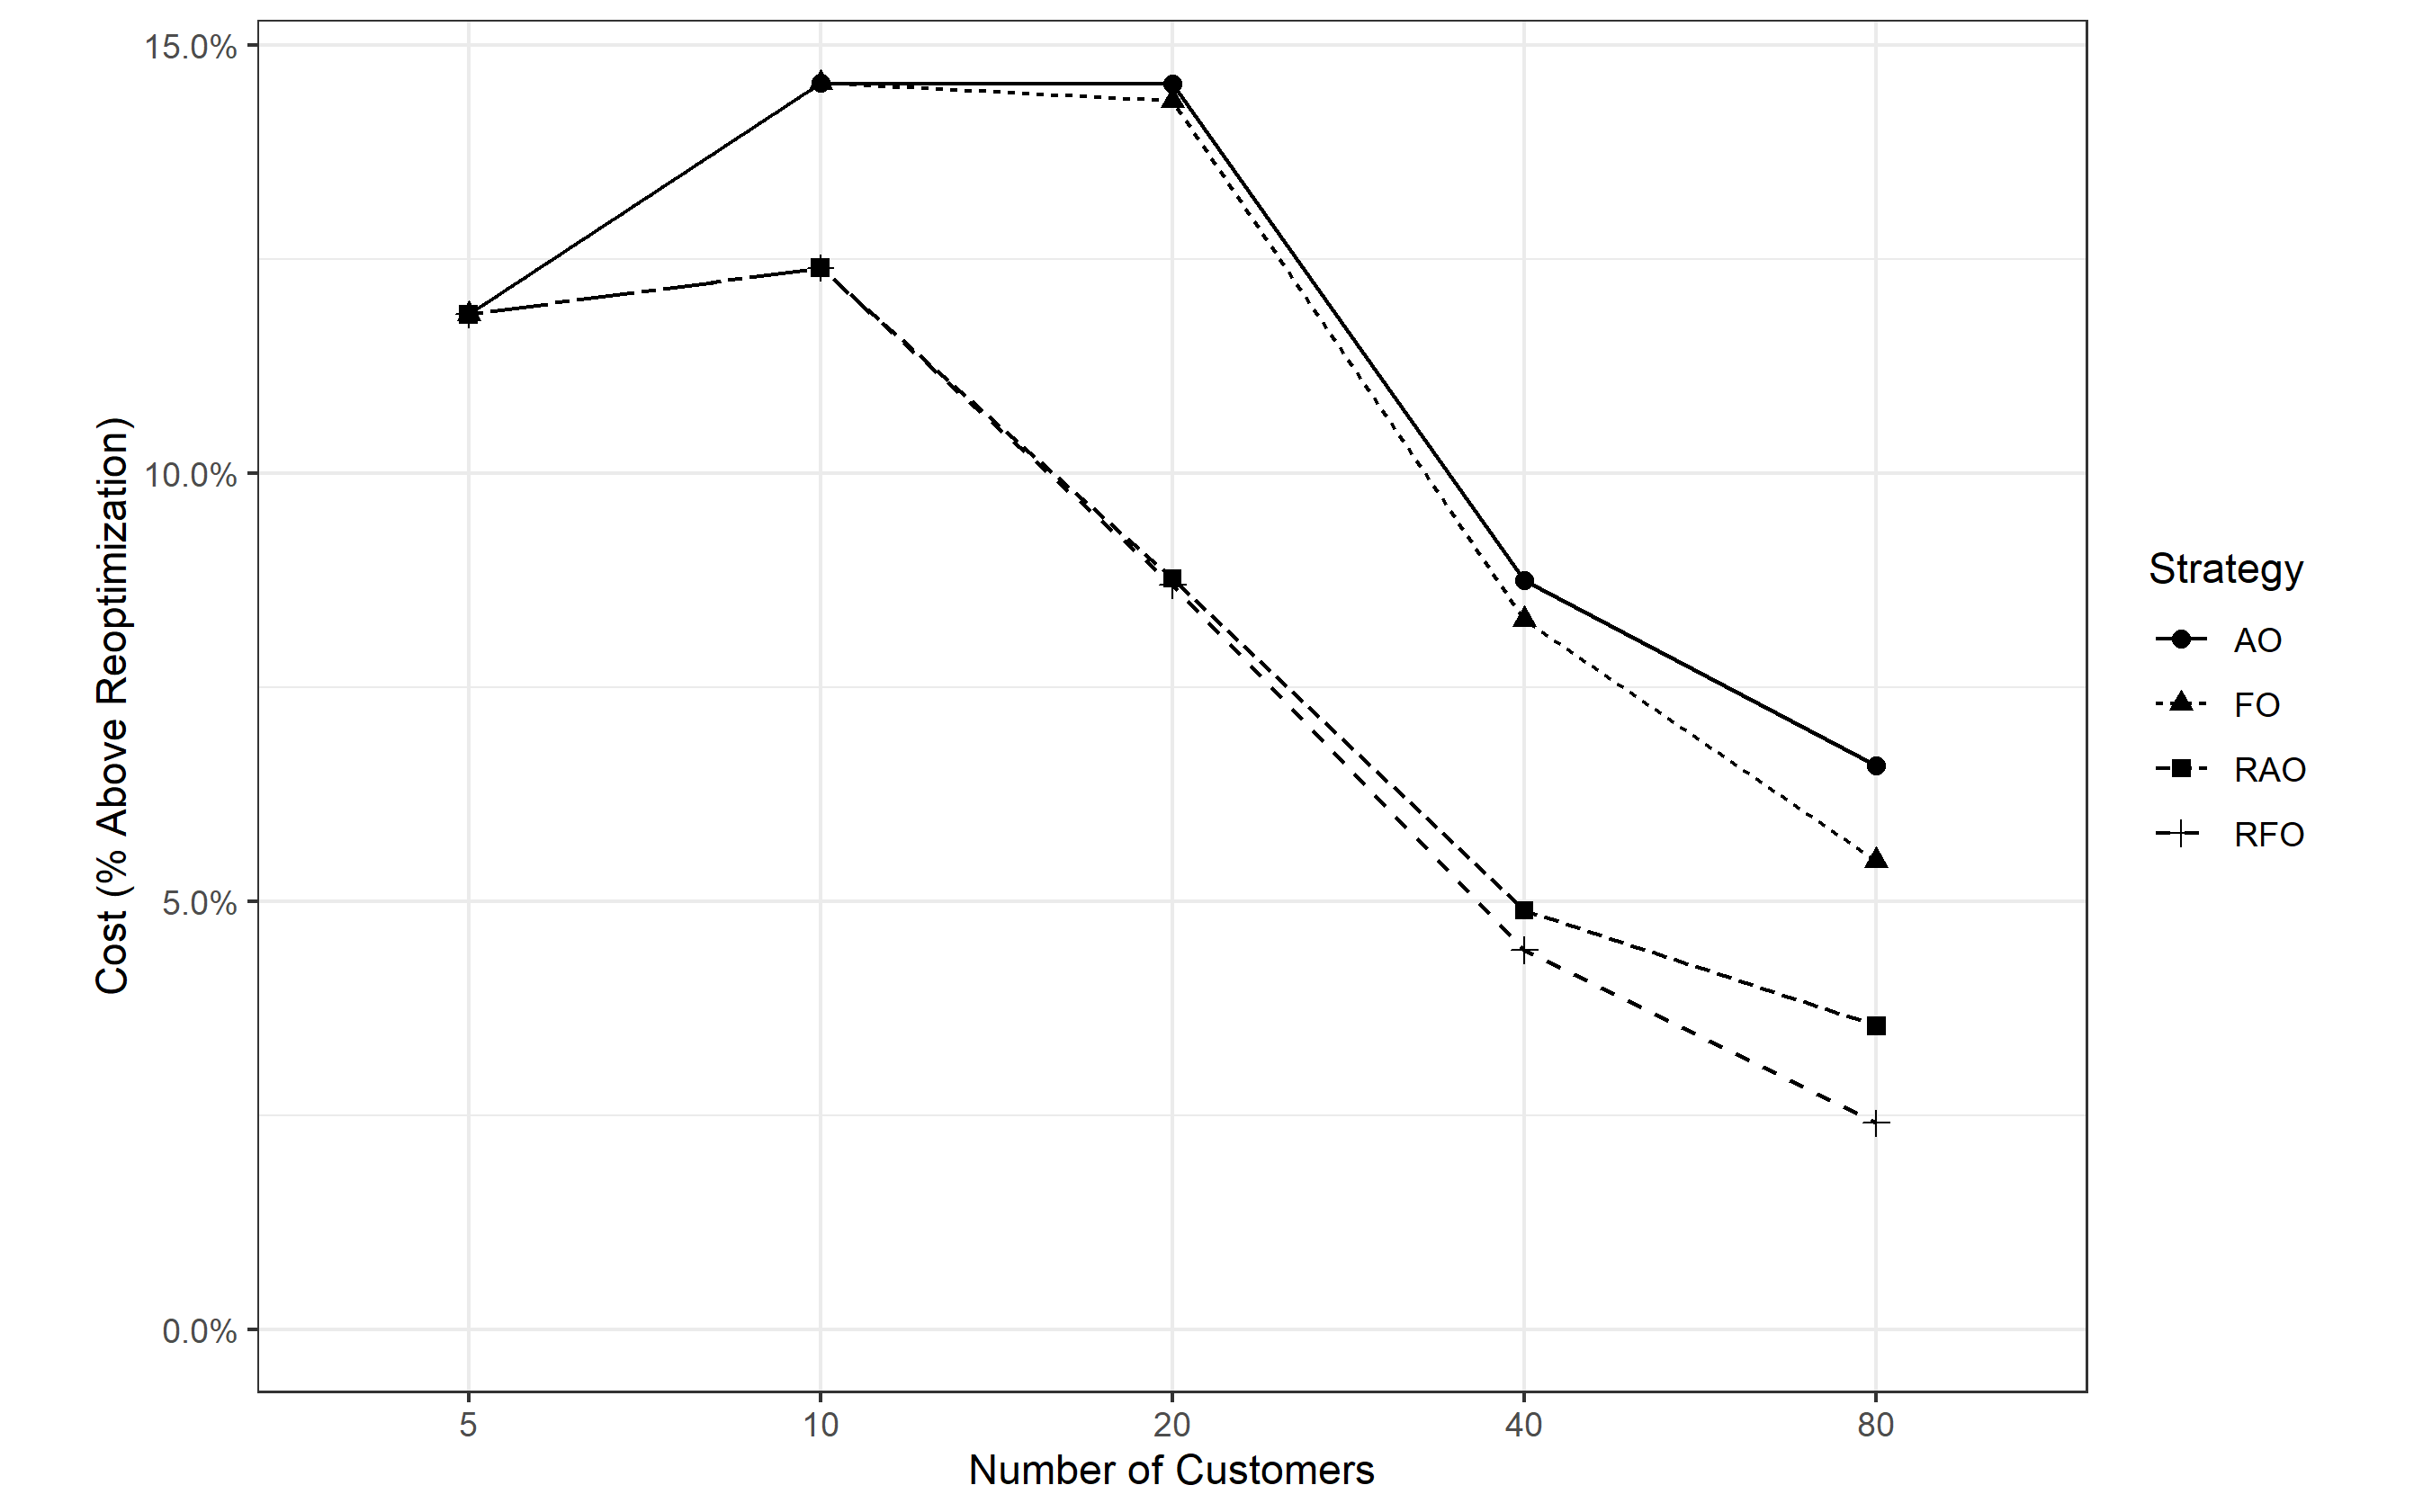 Cost (% Above Reoptimization)
15.0%
10.0%
5.0%
0.0%
5 10 20 40 80
Number of Customers
Strategy
AO
FO
RAO
RFO